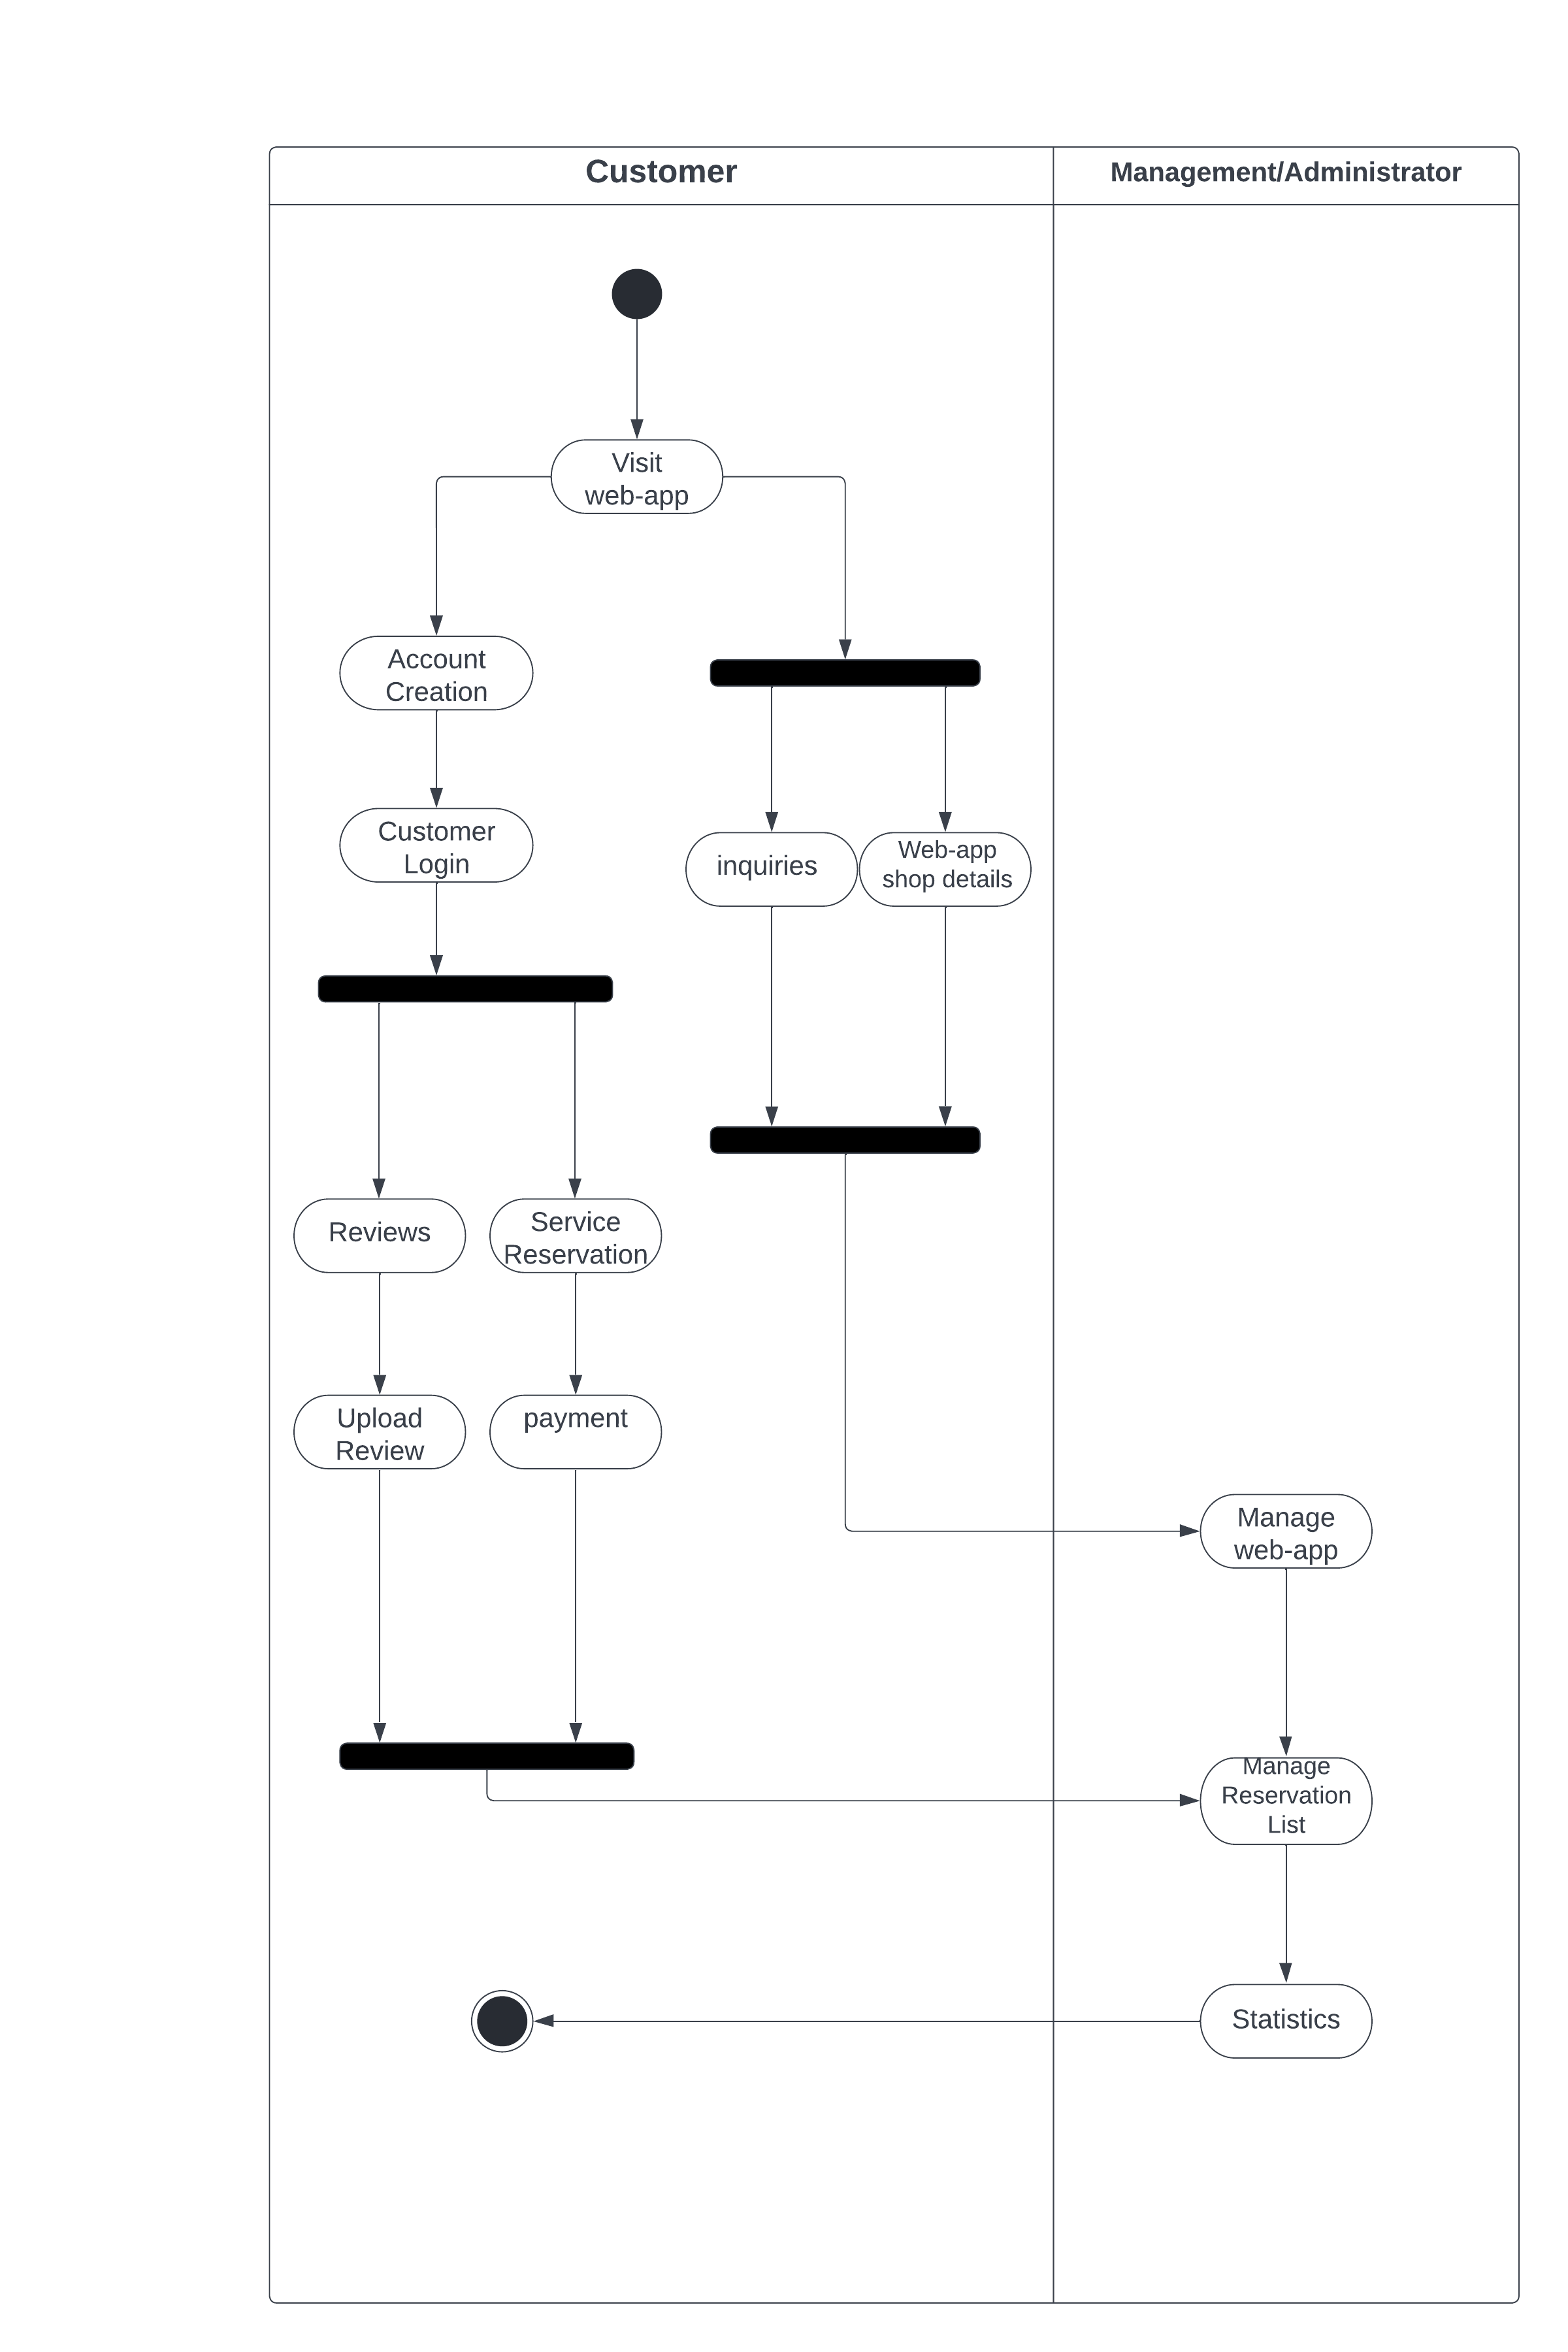 Customer
Management/Administrator
Visit
web-app
Account
Creation
Customer
Login
inquiries
Web-app
shop details
Reviews
Service
Reservation
Upload
Review
payment
Manage
web-app
Manage
Reservation
List
Statistics